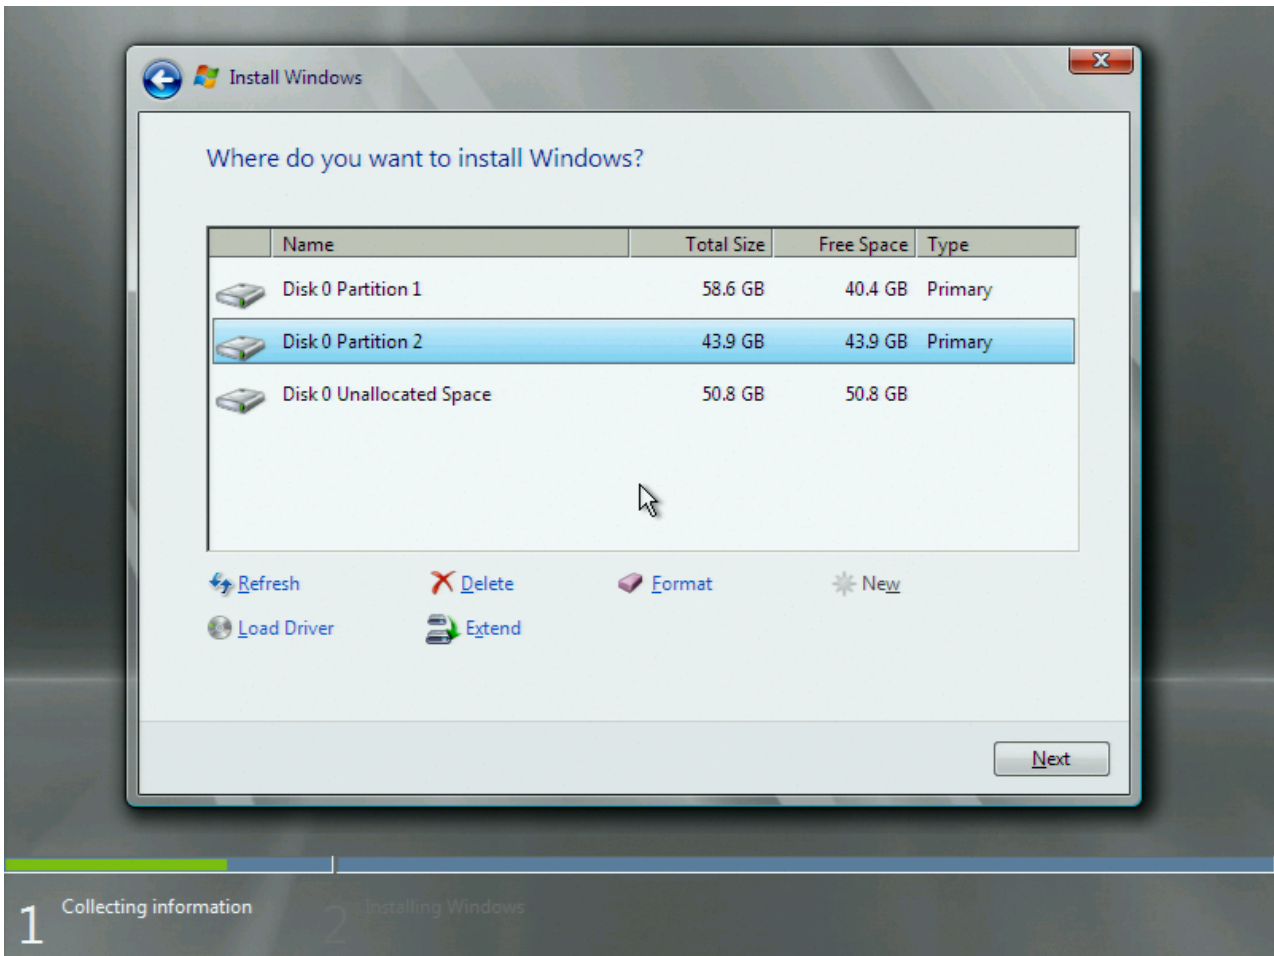 Install Windows
Where do you want to install Windows?
Name Total Size Free Space Type
Disk 0 Partition 1 58.6 GB 40.4 GB Primary
Disk 0 Partition 2 43.9 GB 43.9 GB Primary
Disk 0 Unallocated Space 50.8 GB 50.8 GB
Refresh Delete Format New
Load Driver Extend
Next
1 Collecting information 2 Installing Windows